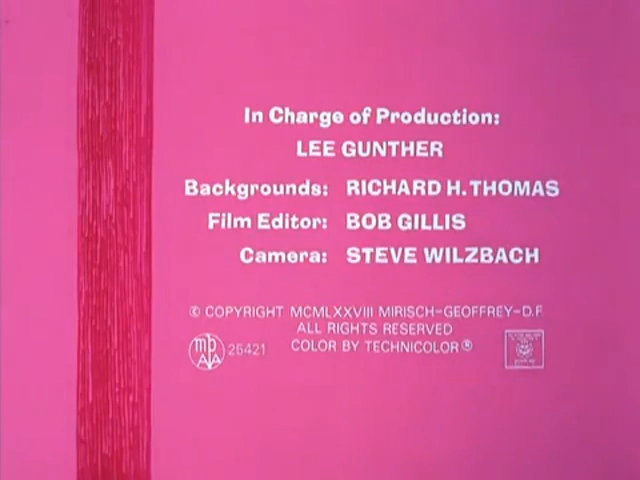 In Charge of Production:
LEE GUNTHER
Backgrounds: RICHARD H. THOMAS
Film Editor: BOB GILLIS
Camera: STEVE WILZBACH
© COPYRIGHT MCMLXXVIII MIRISCH-GEOFFREY-D.F.
ALL RIGHTS RESERVED
COLOR BY TECHNICOLOR®
mpAA 25421